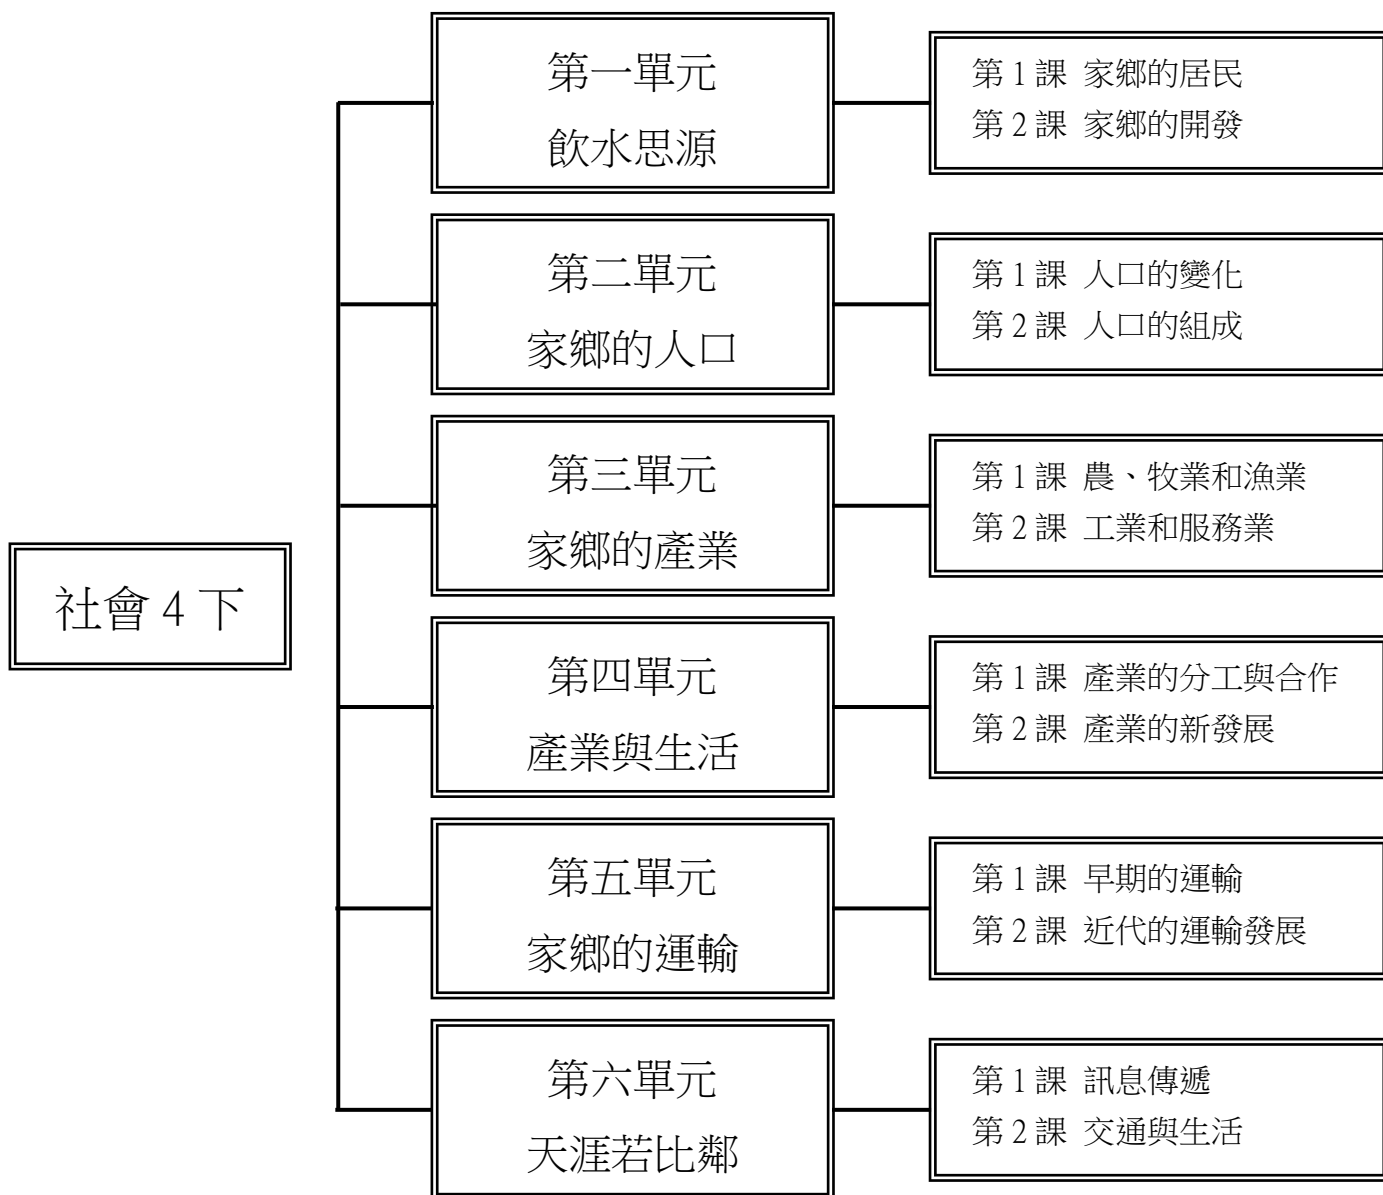 社會 4 下
第一單元
飲水思源
第 1 課 家鄉的居民
第 2 課 家鄉的開發
第二單元
家鄉的人口
第 1 課 人口的變化
第 2 課 人口的組成
第三單元
家鄉的產業
第 1 課 農、牧業和漁業
第 2 課 工業和服務業
第四單元
產業與生活
第 1 課 產業的分工與合作
第 2 課 產業的新發展
第五單元
家鄉的運輸
第 1 課 早期的運輸
第 2 課 近代的運輸發展
第六單元
天涯若比鄰
第 1 課 訊息傳遞
第 2 課 交通與生活